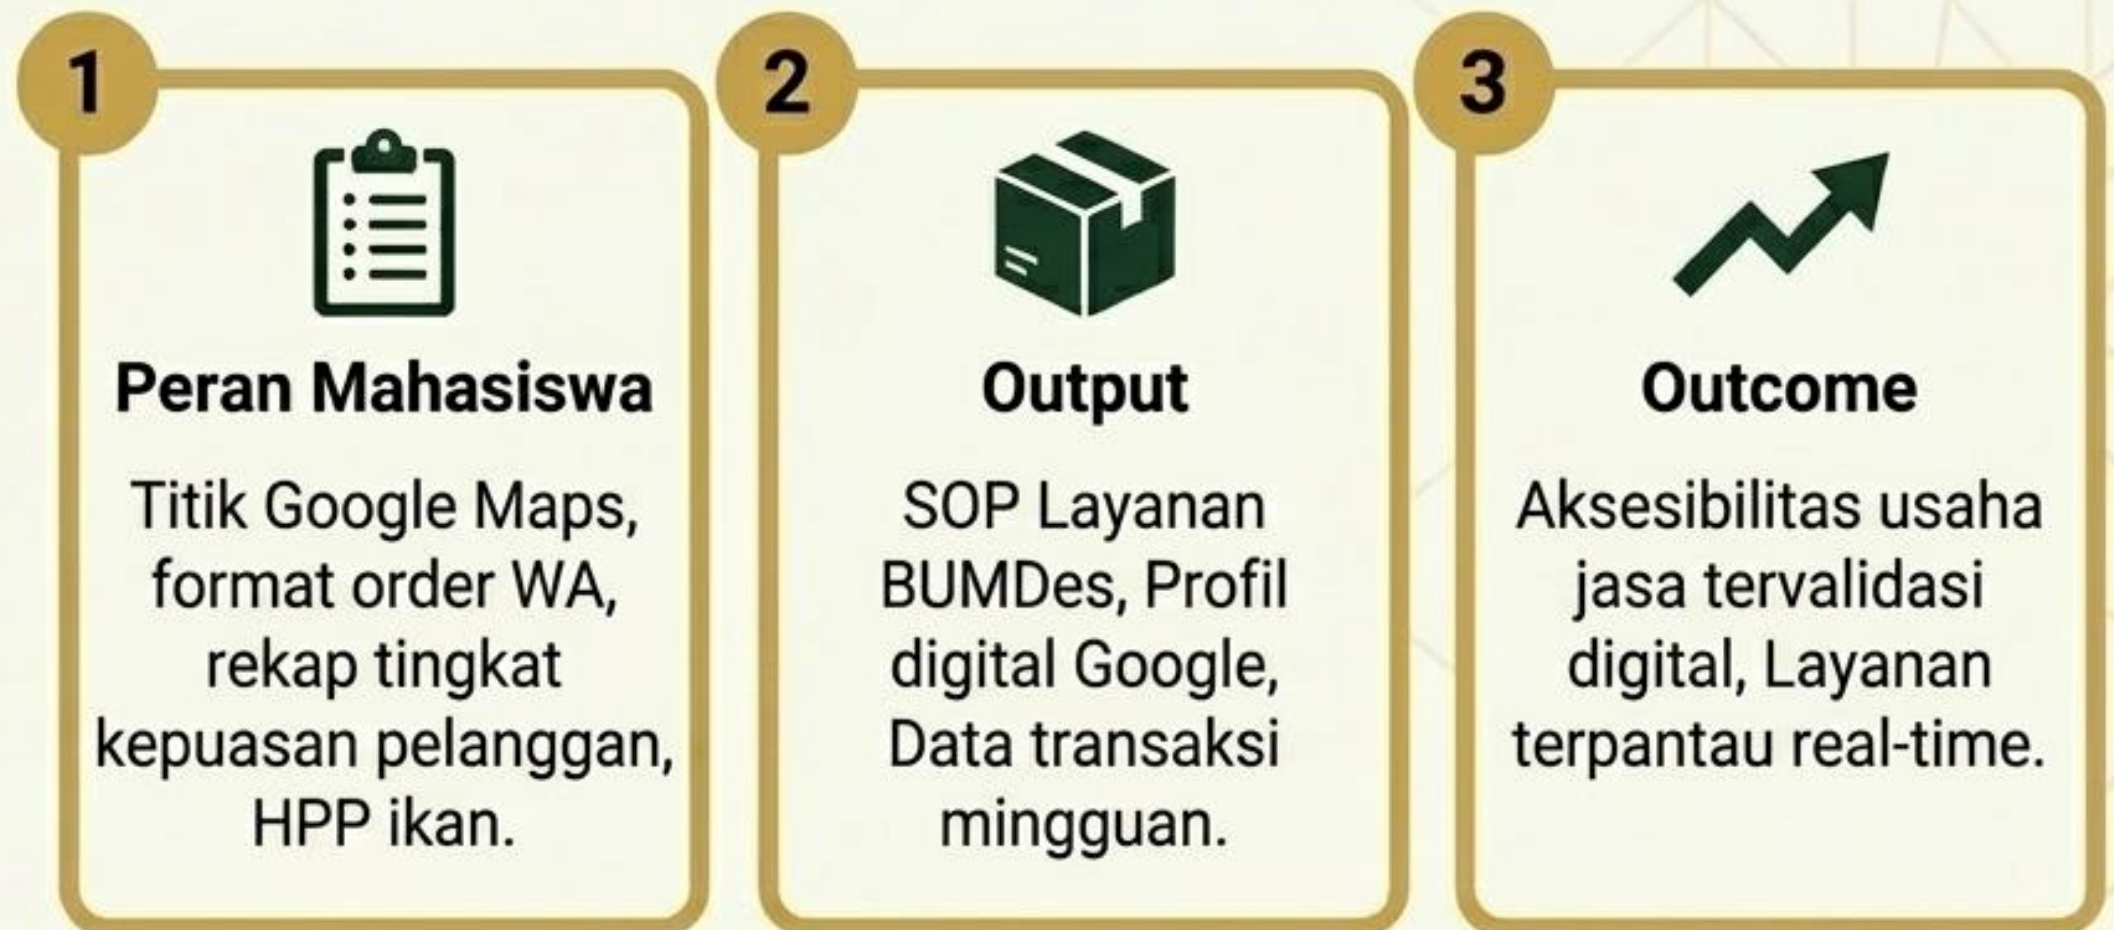 1
Peran Mahasiswa
Titik Google Maps,
format order WA,
rekap tingkat
kepuasan pelanggan,
HPP ikan.
2
Output
SOP Layanan
BUMDes, Profil
digital Google,
Data transaksi
mingguan.
3
Outcome
Aksesibilitas usaha
jasa tervalidasi
digital, Layanan
terpantau real-time.